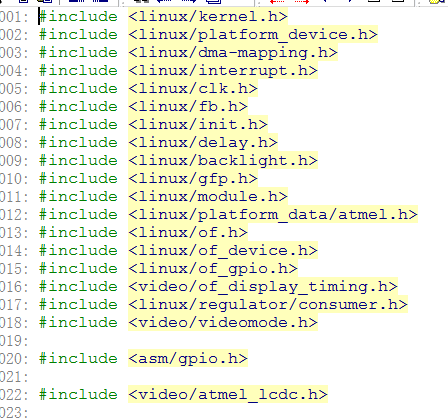 001: #include <linux/kernel.h>
002: #include <linux/platform_device.h>
003: #include <linux/dma-mapping.h>
004: #include <linux/interrupt.h>
005: #include <linux/clk.h>
006: #include <linux/fb.h>
007: #include <linux/init.h>
008: #include <linux/delay.h>
009: #include <linux/backlight.h>
010: #include <linux/gfp.h>
011: #include <linux/module.h>
012: #include <linux/platform_data/atmel.h>
013: #include <linux/of.h>
014: #include <linux/of_device.h>
015: #include <linux/of_gpio.h>
016: #include <video/of_display_timing.h>
017: #include <linux/regulator/consumer.h>
018: #include <video/videomode.h>
019:
020: #include <asm/gpio.h>
021:
022: #include <video/atmel_lcdc.h>
023: